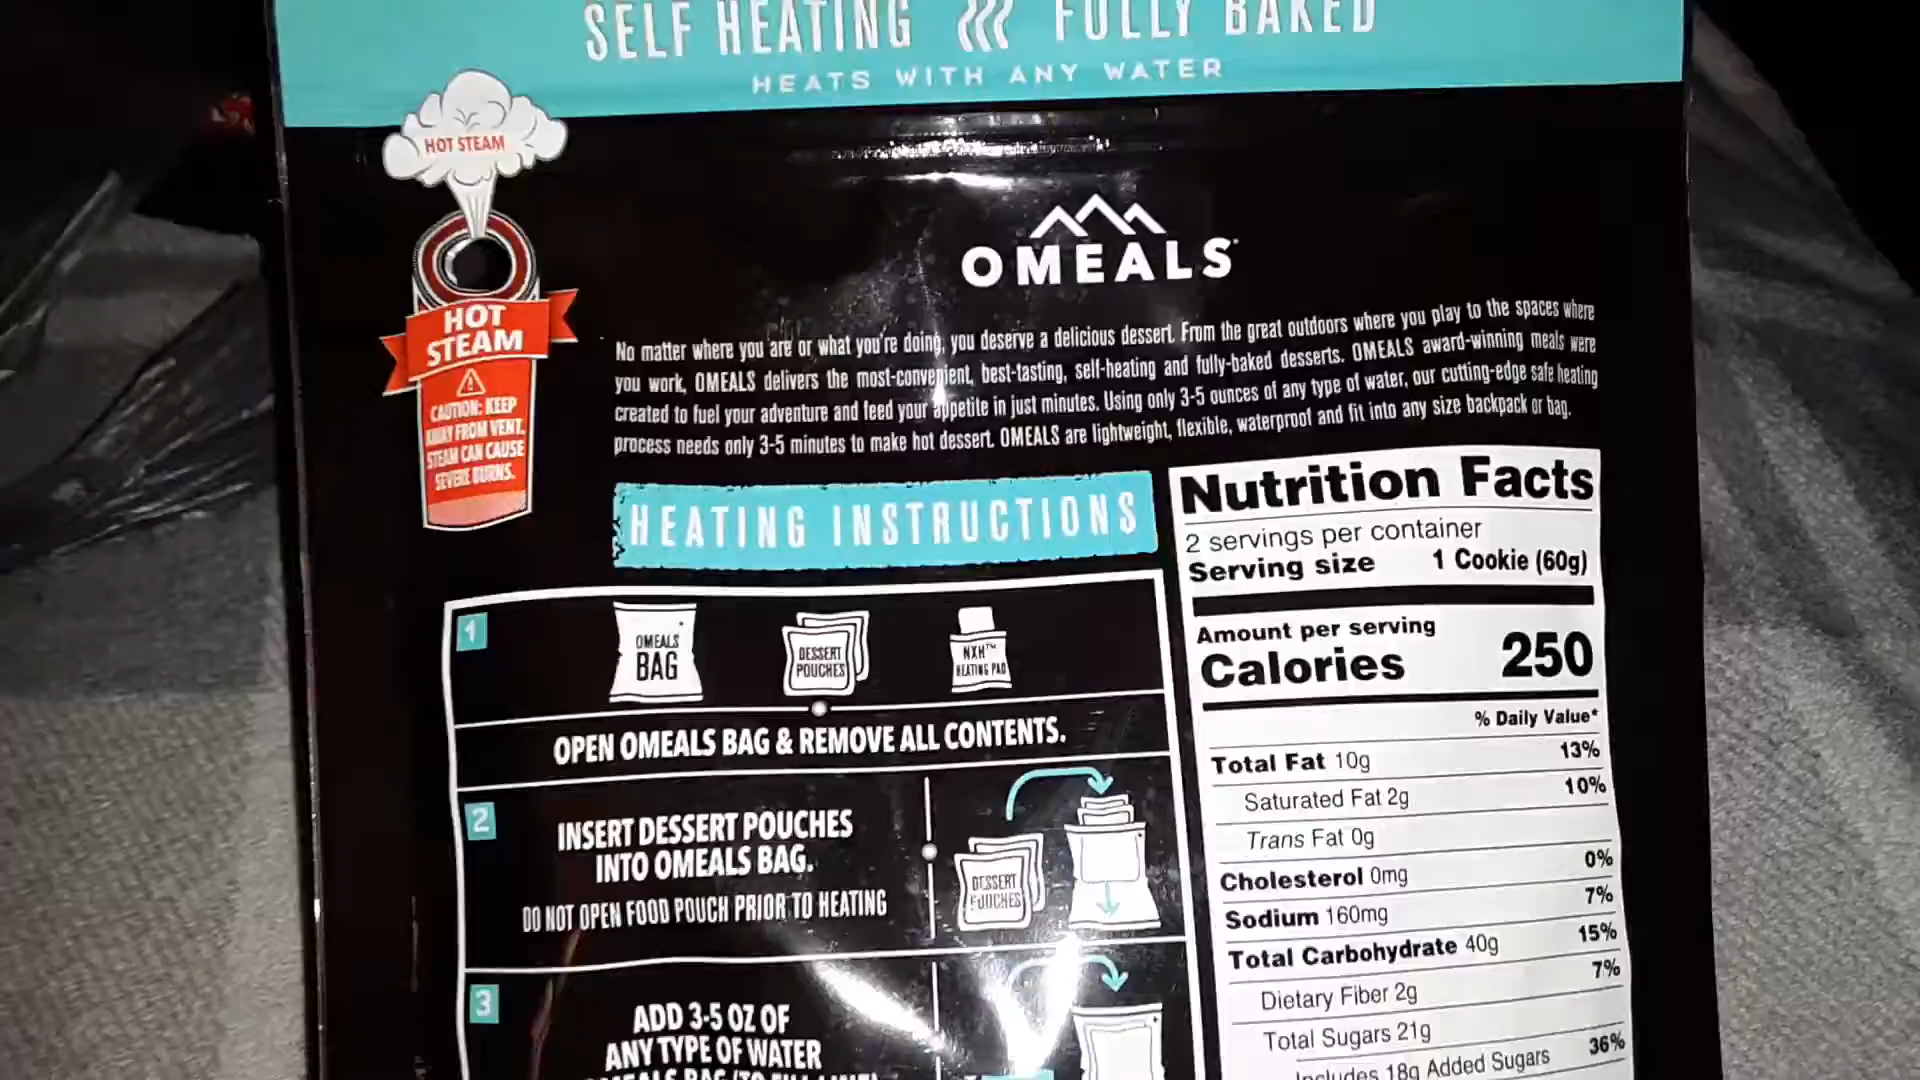 SELF HEATING FULLY BAKED
HEATS WITH ANY WATER
HOT STEAM
OMEALS
HOT
STEAM
CAUTION: KEEP
AWAY FROM VENT.
STEAM CAN CAUSE
SEVERE BURNS.
No matter where you are or what you're doing, you deserve a delicious dessert. From the great outdoors where you play to the spaces where
you work, OMEALS delivers the most-convenient, best-tasting, self-heating and fully-baked desserts. OMEALS award-winning meals were
created to fuel your adventure and feed your appetite in just minutes. Using only 3-5 ounces of any type of water, our cutting-edge safe heating
process needs only 3-5 minutes to make hot dessert. OMEALS are lightweight, flexible, waterproof and fit into any size backpack or bag.
HEATING INSTRUCTIONS
1
OMEALS
BAG
DESSERT
POUCHES
NXH™
HEATING PAD
OPEN OMEALS BAG & REMOVE ALL CONTENTS.
2
INSERT DESSERT POUCHES
INTO OMEALS BAG.
DO NOT OPEN FOOD POUCH PRIOR TO HEATING
DESSERT
POUCHES
3
ADD 3-5 OZ OF
ANY TYPE OF WATER
Nutrition Facts
2 servings per container
Serving size 1 Cookie (60g)
Amount per serving
Calories 250
% Daily Value*
Total Fat 10g 13%
Saturated Fat 2g 10%
Trans Fat 0g
Cholesterol 0mg 0%
Sodium 160mg 7%
Total Carbohydrate 40g 15%
Dietary Fiber 2g 7%
Total Sugars 21g
Includes 18g Added Sugars 36%